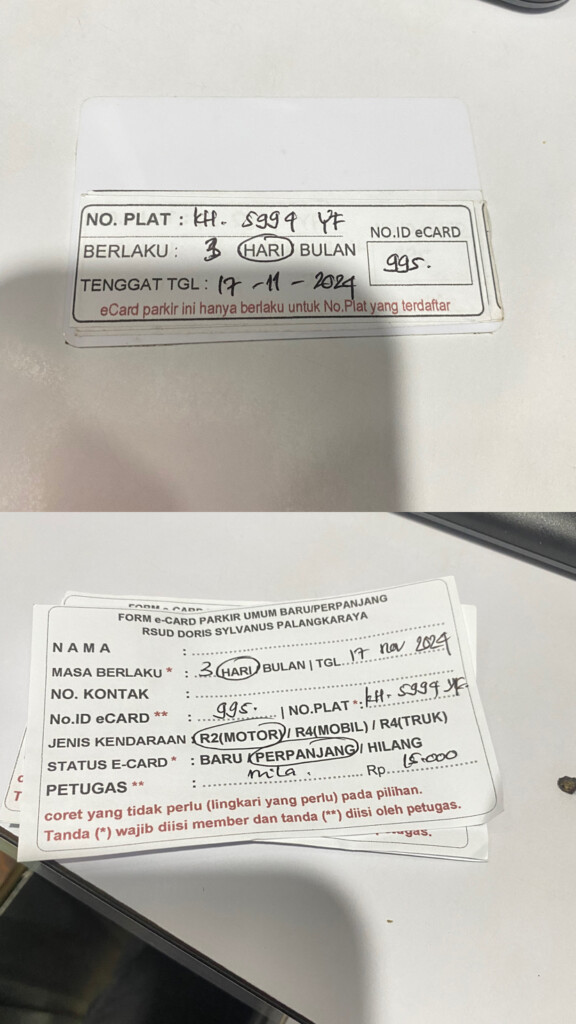 NO. PLAT : KH. 5994 YF
BERLAKU : 3 HARI BULAN
NO.ID eCARD
995.
TENGGAT TGL : 17 - 11 - 2024
eCard parkir ini hanya berlaku untuk No.Plat yang terdaftar
FORM e-CARD
FORM e-CARD PARKIR UMUM BARU/PERPANJANG
RSUD DORIS SYLVANUS PALANGKARAYA
N A M A :
MASA BERLAKU * : 3 HARI BULAN | TGL. 17 nov 2024
NO. KONTAK :
No.ID eCARD ** : 995. | NO.PLAT * : KH. 5994 YF
JENIS KENDARAAN : R2(MOTOR) / R4(MOBIL) / R4(TRUK)
STATUS E-CARD * : BARU / PERPANJANG / HILANG
PETUGAS ** : mila. Rp. 15.000
coret yang tidak perlu (lingkari yang perlu) pada pilihan.
Tanda (*) wajib diisi member dan tanda (**) diisi oleh petugas.